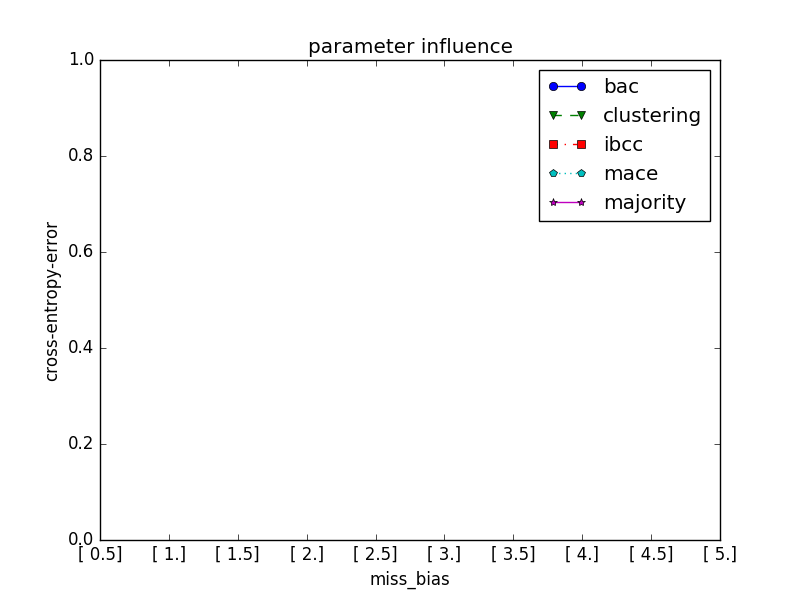 parameter influence
1.0
0.8
0.6
0.4
0.2
0.0
cross-entropy-error
bac
clustering
ibcc
mace
majority
[ 0.5] [ 1.] [ 1.5] [ 2.] [ 2.5] [ 3.] [ 3.5] [ 4.] [ 4.5] [ 5.]
miss_bias